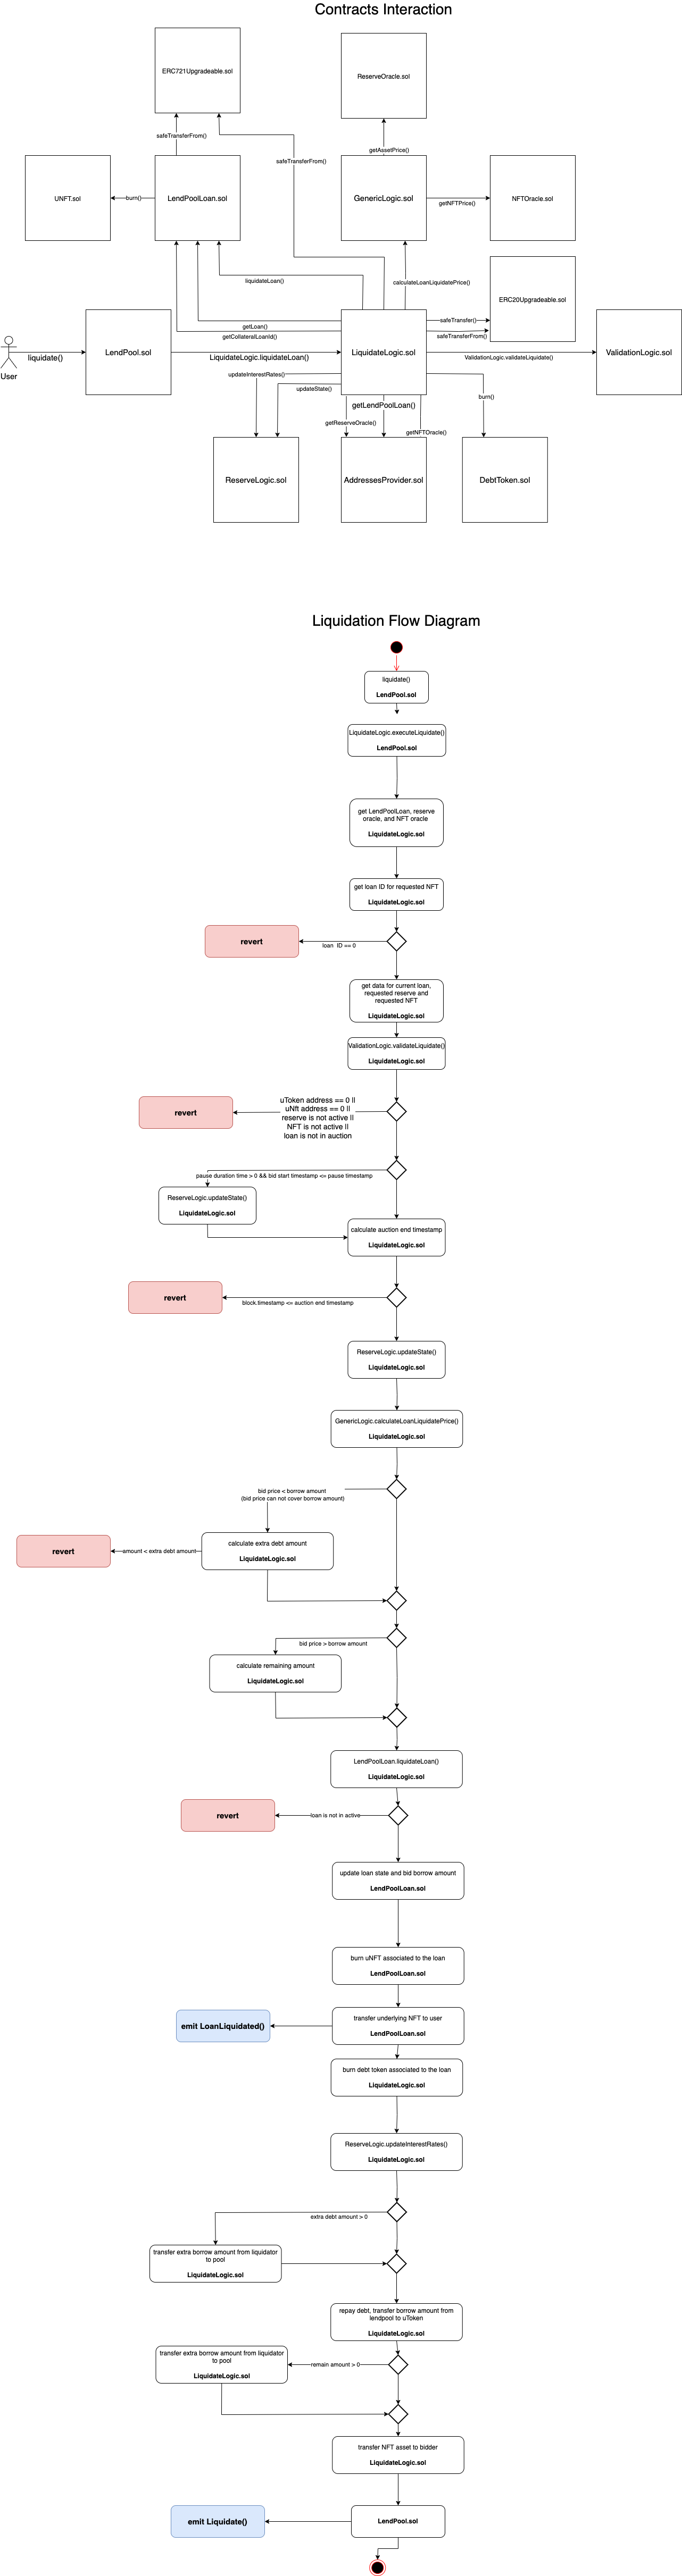 Contracts Interaction
ERC721Upgradeable.sol
ReserveOracle.sol
safeTransferFrom()
getAssetPrice()
safeTransferFrom()
UNFT.sol
burn()
LendPoolLoan.sol
GenericLogic.sol
getNFTPrice()
NFTOracle.sol
liquidateLoan()
calculateLoanLiquidatePrice()
ERC20Upgradeable.sol
getLoan()
getCollateralLoanId()
safeTransfer()
safeTransferFrom()
User
liquidate()
LendPool.sol
LiquidateLogic.liquidateLoan()
LiquidateLogic.sol
ValidationLogic.validateLiquidate()
ValidationLogic.sol
updateInterestRates()
updateState()
getLendPoolLoan()
getReserveOracle()
getNFTOracle()
burn()
ReserveLogic.sol
AddressesProvider.sol
DebtToken.sol
Liquidation Flow Diagram
liquidate()
LendPool.sol
LiquidateLogic.executeLiquidate()
LendPool.sol
get LendPoolLoan, reserve
oracle, and NFT oracle
LiquidateLogic.sol
get loan ID for requested NFT
LiquidateLogic.sol
revert
loan ID == 0
get data for current loan,
requested reserve and
requested NFT
LiquidateLogic.sol
ValidationLogic.validateLiquidate()
LiquidateLogic.sol
revert
uToken address == 0 ||
uNft address == 0 ||
reserve is not active ||
NFT is not active ||
loan is not in auction
pause duration time > 0 && bid start timestamp <= pause timestamp
ReserveLogic.updateState()
LiquidateLogic.sol
calculate auction end timestamp
LiquidateLogic.sol
revert
block.timestamp <= auction end timestamp
ReserveLogic.updateState()
LiquidateLogic.sol
GenericLogic.calculateLoanLiquidatePrice()
LiquidateLogic.sol
bid price < borrow amount
(bid price can not cover borrow amount)
revert
amount < extra debt amount
calculate extra debt amount
LiquidateLogic.sol
bid price > borrow amount
calculate remaining amount
LiquidateLogic.sol
LendPoolLoan.liquidateLoan()
LiquidateLogic.sol
revert
loan is not in active
update loan state and bid borrow amount
LendPoolLoan.sol
burn uNFT associated to the loan
LendPoolLoan.sol
emit LoanLiquidated()
transfer underlying NFT to user
LendPoolLoan.sol
burn debt token associated to the loan
LiquidateLogic.sol
ReserveLogic.updateInterestRates()
LiquidateLogic.sol
extra debt amount > 0
transfer extra borrow amount from liquidator
to pool
LiquidateLogic.sol
repay debt, transfer borrow amount from
lendpool to uToken
LiquidateLogic.sol
transfer extra borrow amount from liquidator
to pool
LiquidateLogic.sol
remain amount > 0
transfer NFT asset to bidder
LiquidateLogic.sol
emit Liquidate()
LendPool.sol